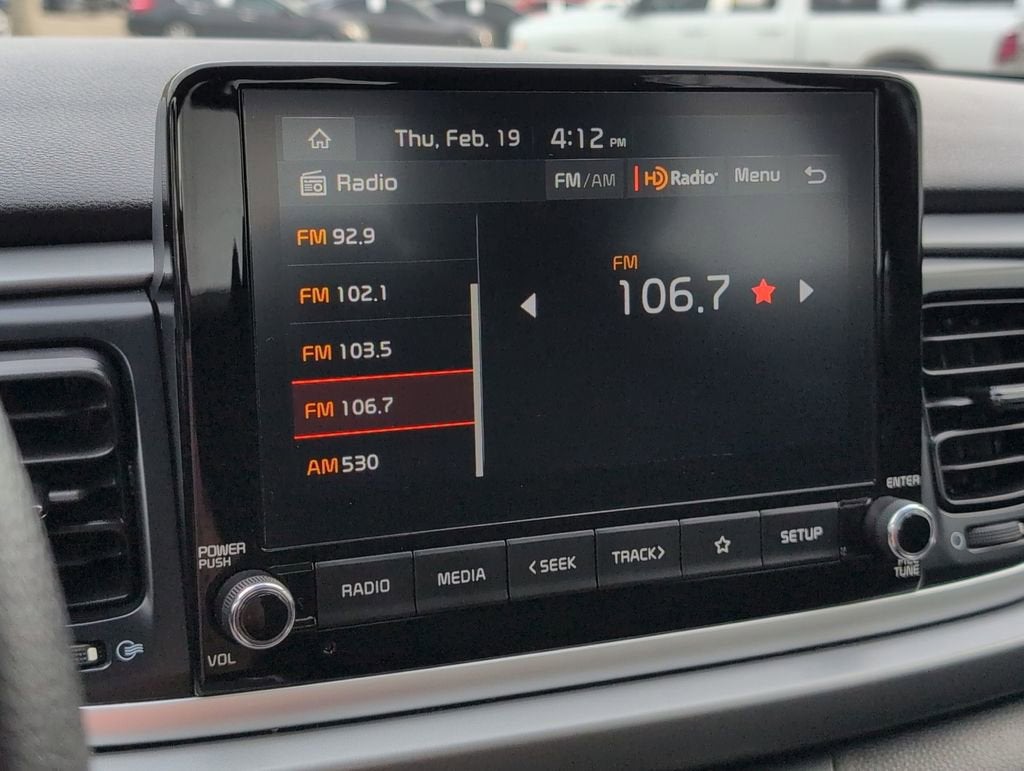 Thu, Feb. 19 4:12 PM
Radio FM/AM HD Radio Menu
FM 92.9
FM 102.1
FM 103.5
FM 106.7
AM 530
FM
106.7
POWER
PUSH
VOL
RADIO MEDIA <SEEK TRACK> SETUP
ENTER
TUNE